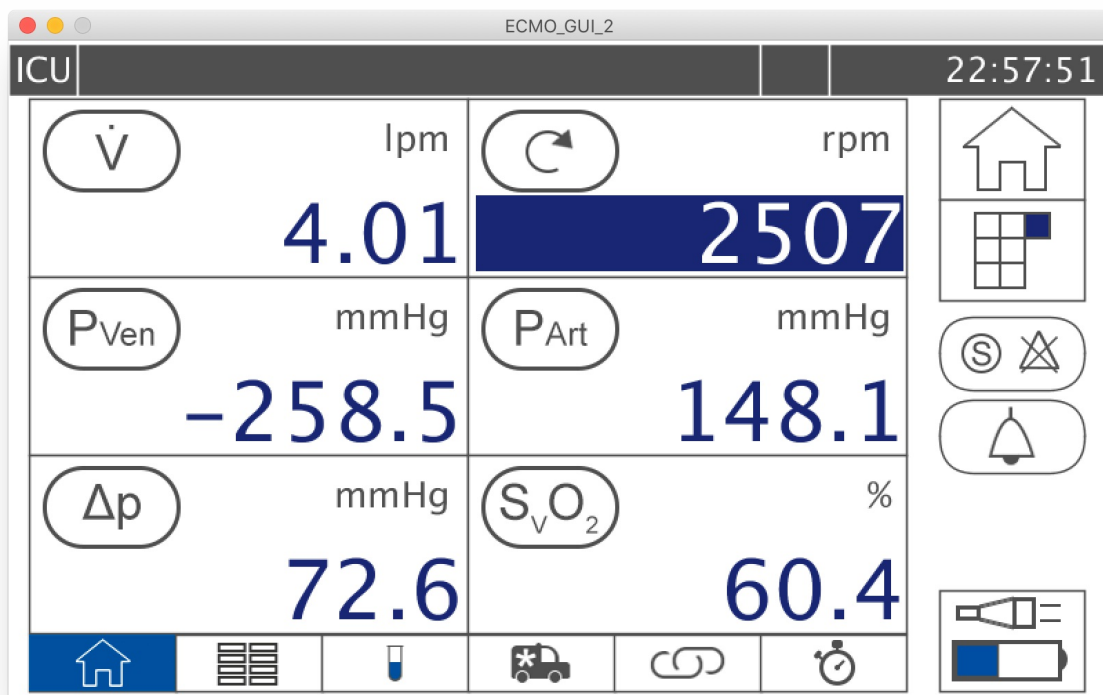 ECMO_GUI_2
ICU 22:57:51
V̇ lpm
4.01
rpm
2507
PVen mmHg
-258.5
PArt mmHg
148.1
Δp mmHg
72.6
SVO2 %
60.4
S
*